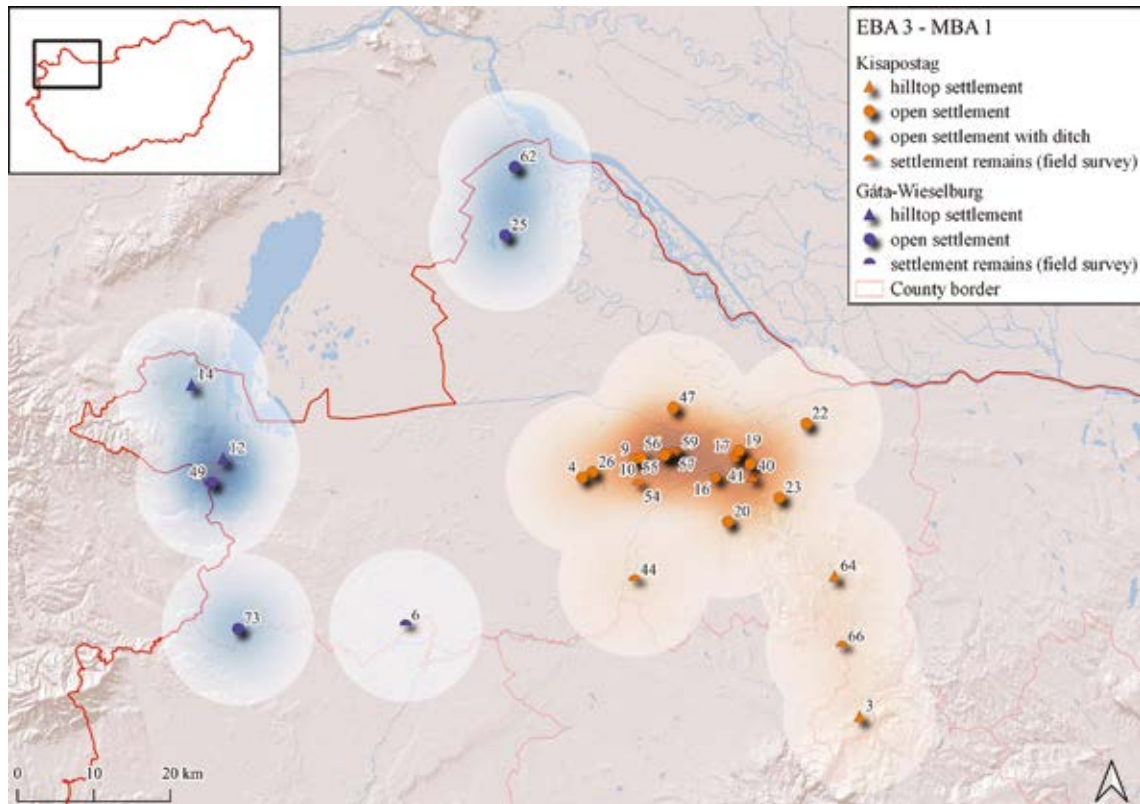 EBA 3 - MBA 1
Kisapostag
hilltop settlement
open settlement
open settlement with ditch
settlement remains (field survey)
Gáta-Wieselburg
hilltop settlement
open settlement
settlement remains (field survey)
County border
62
25
14
12
49
73
6
47
22
9 56 59 17 19
4 26 10 55 57 16 41 40
54
23
20
44
64
66
3
0 10 20 km